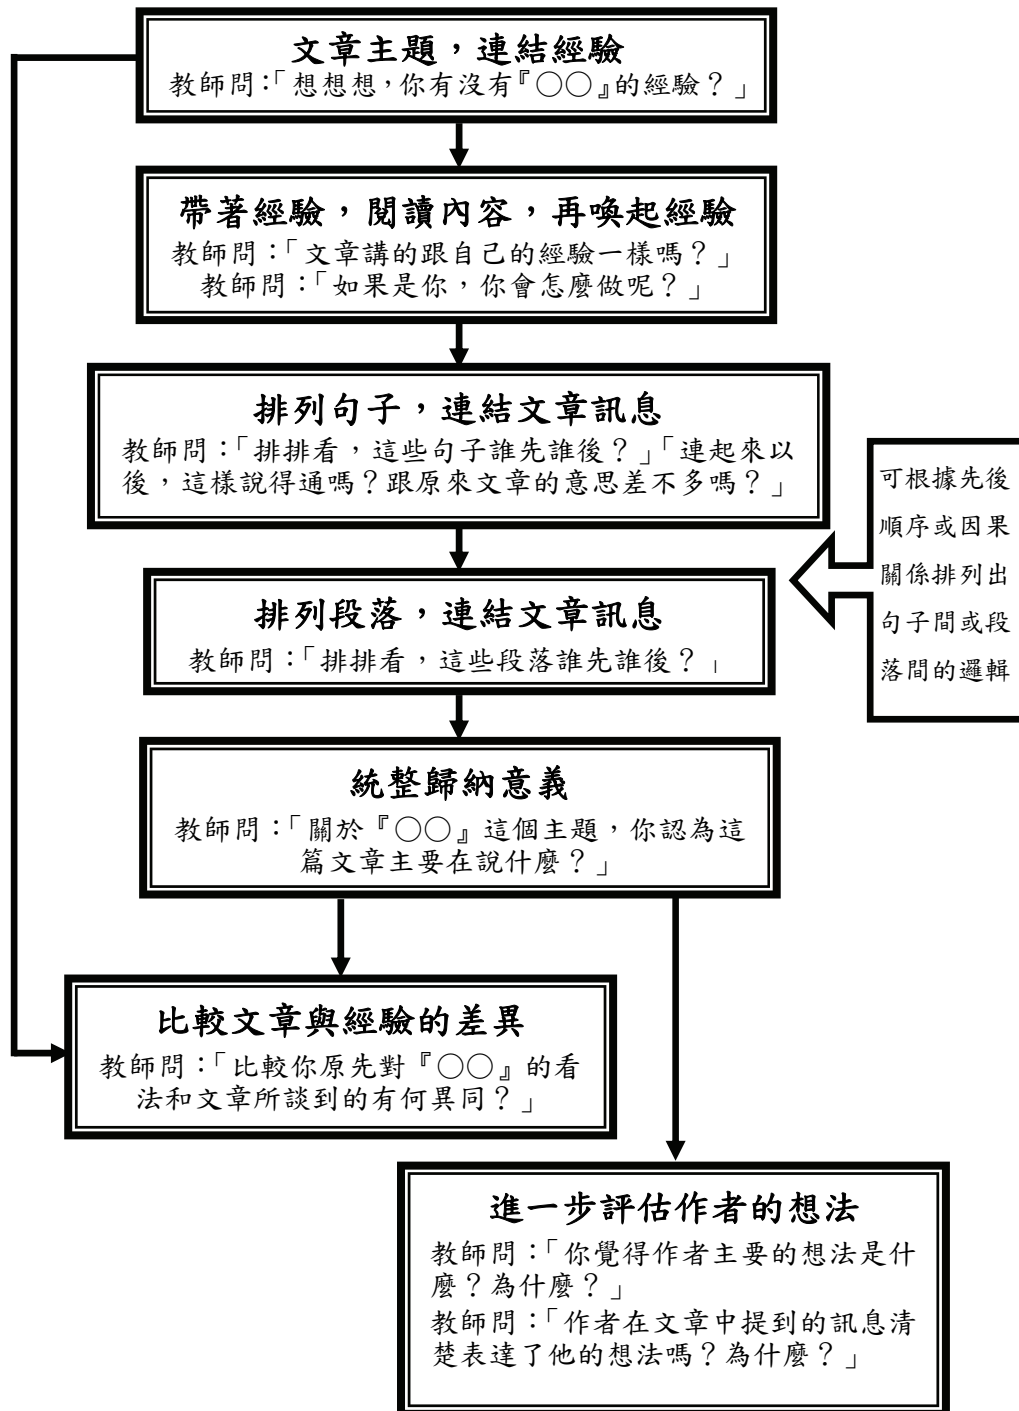 文章主題，連結經驗
教師問：「想想想，你有沒有『○○』的經驗？」
帶著經驗，閱讀內容，再喚起經驗
教師問：「文章講的跟自己的經驗一樣嗎？」
教師問：「如果是你，你會怎麼做呢？」
排列句子，連結文章訊息
教師問：「排排看，這些句子誰先誰後？」「連起來以
後，這樣說得通嗎？跟原來文章的意思差不多嗎？」
可根據先後
順序或因果
關係排列出
句子間或段
落間的邏輯
排列段落，連結文章訊息
教師問：「排排看，這些段落誰先誰後？」
統整歸納意義
教師問：「關於『○○』這個主題，你認為這
篇文章主要在說什麼？」
比較文章與經驗的差異
教師問：「比較你原先對『○○』的看
法和文章所談到的有何異同？」
進一步評估作者的想法
教師問：「你覺得作者主要的想法是什
麼？為什麼？」
教師問：「作者在文章中提到的訊息清
楚表達了他的想法嗎？為什麼？」